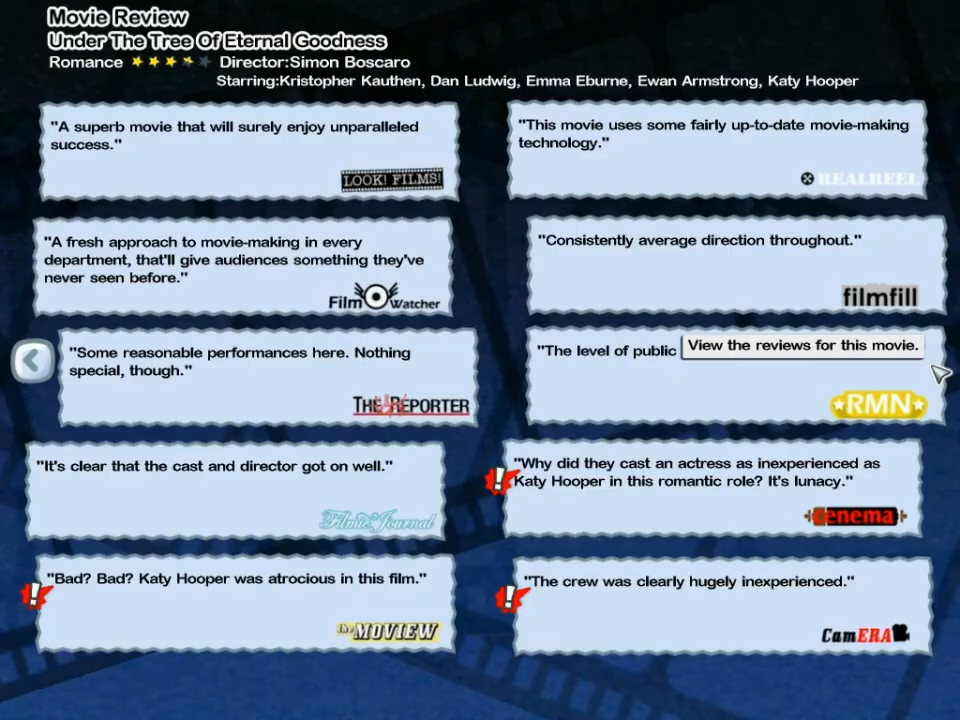 Movie Review
Under The Tree Of Eternal Goodness
Romance
Director:Simon Boscaro
Starring:Kristopher Kauthen, Dan Ludwig, Emma Eburne, Ewan Armstrong, Katy Hooper
"A superb movie that will surely enjoy unparalleled
success."
LOOK! FILMS!
"This movie uses some fairly up-to-date movie-making
technology."
REALREEL
"A fresh approach to movie-making in every
department, that'll give audiences something they've
never seen before."
Film Watcher
"Consistently average direction throughout."
filmfill
"Some reasonable performances here. Nothing
special, though."
THE REPORTER
"The level of public
View the reviews for this movie.
RMN
"It's clear that the cast and director got on well."
Filmic Journal
"Why did they cast an actress as inexperienced as
Katy Hooper in this romantic role? It's lunacy."
cenema
"Bad? Bad? Katy Hooper was atrocious in this film."
the MOVIEW
"The crew was clearly hugely inexperienced."
CamERA